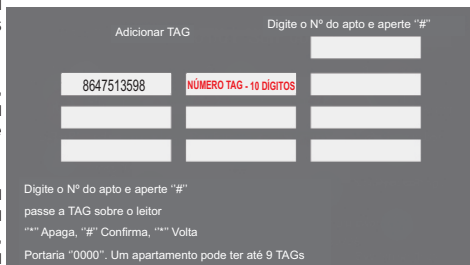 Adicionar TAG
Digite o Nº do apto e aperte "#"
8647513598
NÚMERO TAG - 10 DÍGITOS
Digite o Nº do apto e aperte "#"
passe a TAG sobre o leitor
"*" Apaga, "#" Confirma, "*" Volta
Portaria "0000". Um apartamento pode ter até 9 TAGs